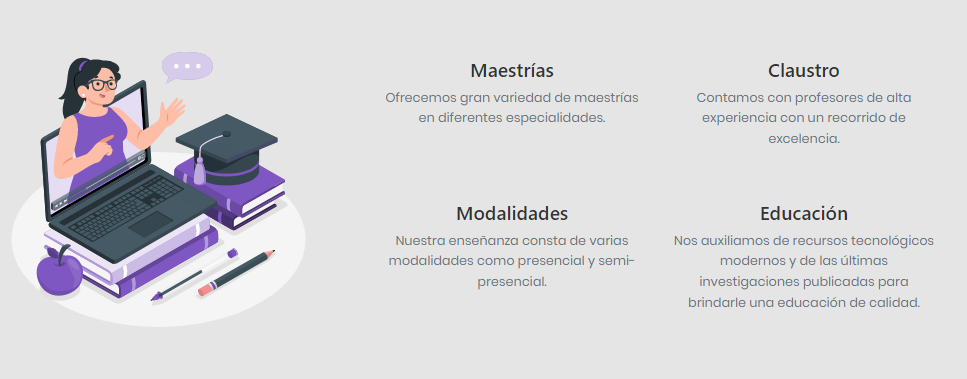 Maestrías
Ofrecemos gran variedad de maestrías
en diferentes especialidades.
Claustro
Contamos con profesores de alta
experiencia con un recorrido de
excelencia.
Modalidades
Nuestra enseñanza consta de varias
modalidades como presencial y semi-
presencial.
Educación
Nos auxiliamos de recursos tecnológicos
modernos y de las últimas
investigaciones publicadas para
brindarle una educación de calidad.